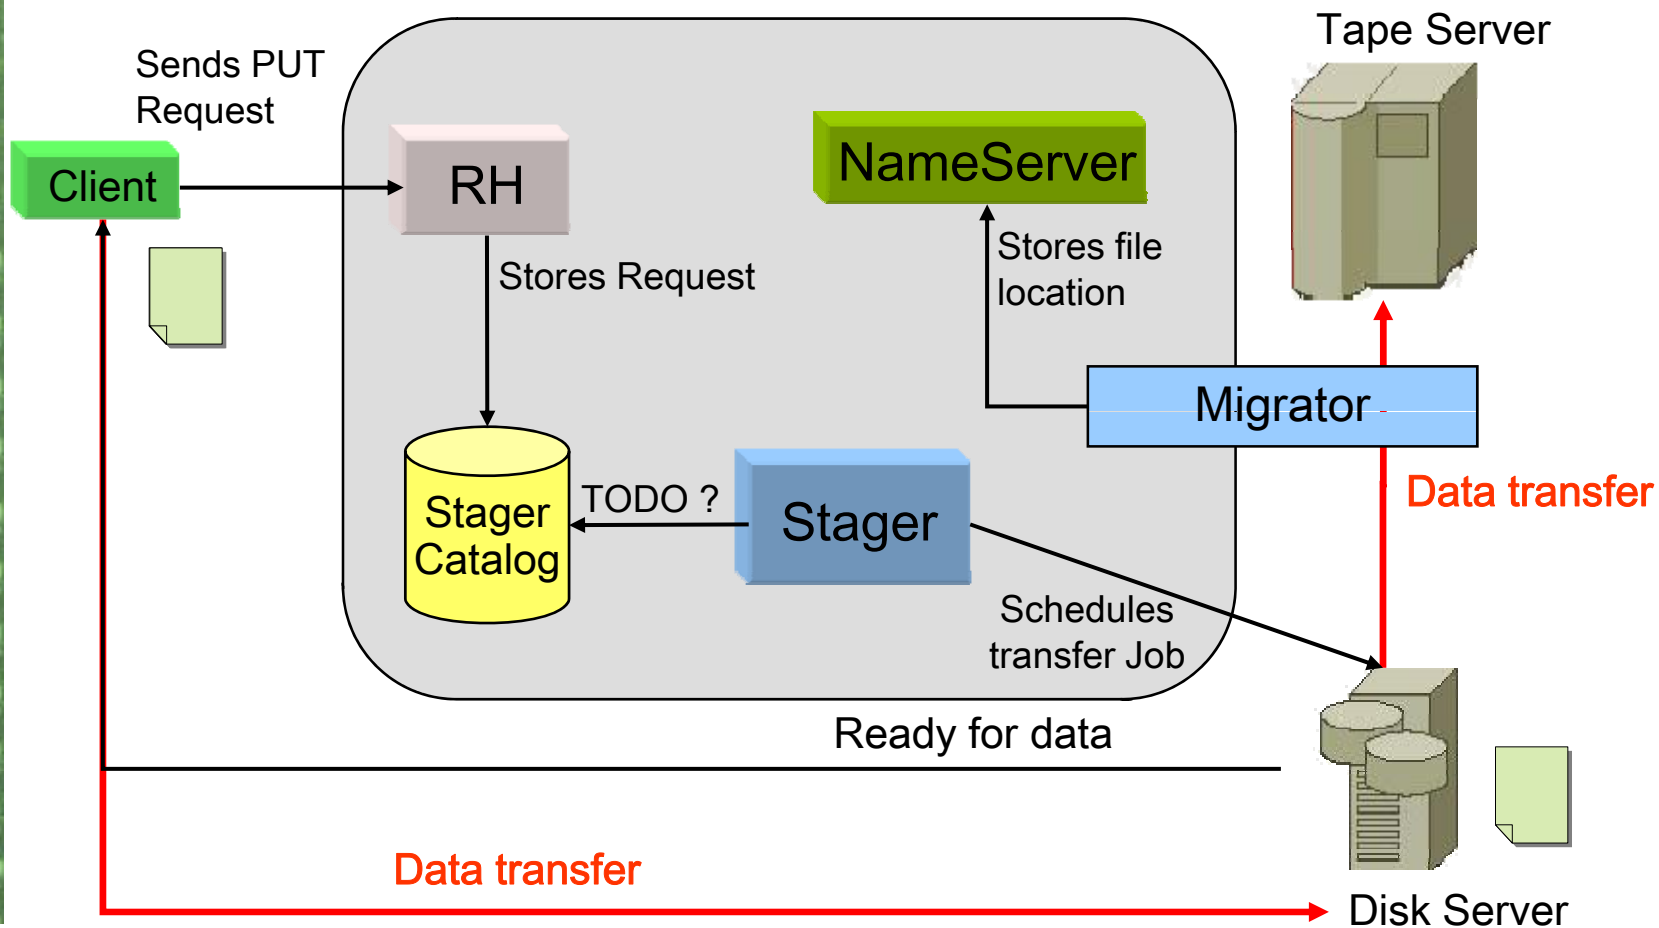 Tape Server
Sends PUT
Request
Client
RH
NameServer
Stores Request
Stores file
location
Migrator
Data transfer
TODO ?
Stager
Catalog
Stager
Schedules
transfer Job
Ready for data
Data transfer
Disk Server